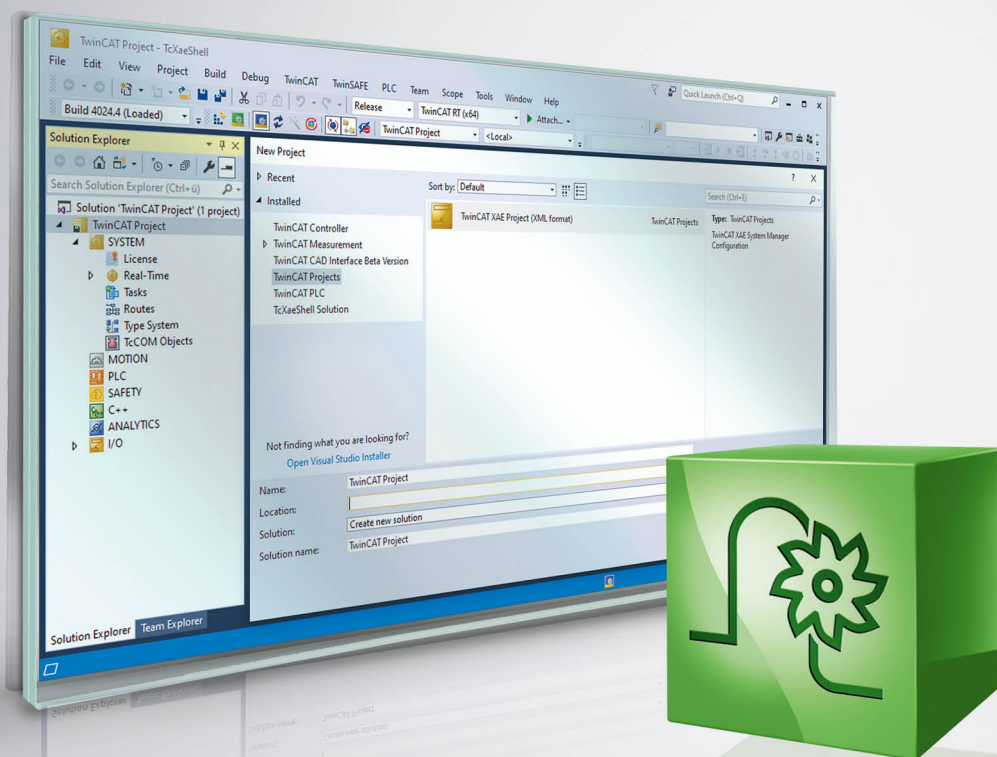 TwinCAT Project - TcXaeShell
Quick Launch (Ctrl+Q)
File Edit View Project Build Debug TwinCAT TwinSAFE PLC Team Scope Tools Window Help
Release TwinCAT RT (x64) Attach...
Build 4024.4 (Loaded) TwinCAT Project <Local>
Solution Explorer
Search Solution Explorer (Ctrl+ü)
Solution 'TwinCAT Project' (1 project)
TwinCAT Project
SYSTEM
License
Real-Time
Tasks
Routes
Type System
TcCOM Objects
MOTION
PLC
SAFETY
C++
ANALYTICS
I/O
Solution Explorer Team Explorer
New Project
? X
Recent
Installed
TwinCAT Controller
TwinCAT Measurement
TwinCAT CAD Interface Beta Version
TwinCAT Projects
TwinCAT PLC
TcXaeShell Solution
Not finding what you are looking for?
Open Visual Studio Installer
Sort by: Default
TwinCAT XAE Project (XML format) TwinCAT Projects
Search (Ctrl+E)
Type: TwinCAT Projects
TwinCAT XAE System Manager
Configuration
Name: TwinCAT Project
Location:
Solution: Create new solution
Solution name: TwinCAT Project